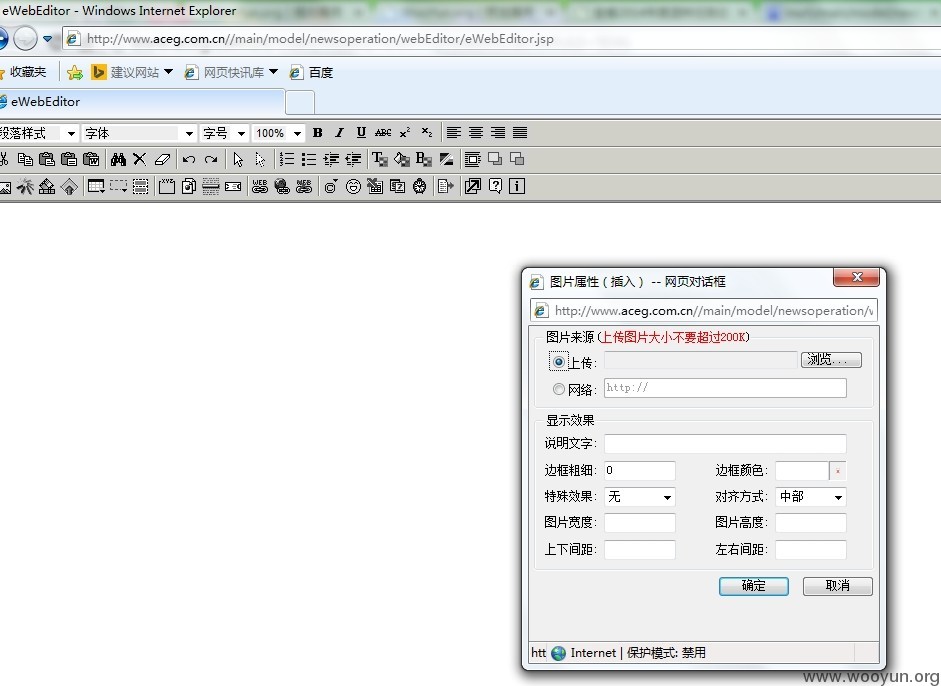 eWebEditor - Windows Internet Explorer
http://www.aceg.com.cn//main/model/newsoperation/webEditor/eWebEditor.jsp
收藏夹 建议网站 网页快讯库 百度
eWebEditor
段落样式 字体 字号 100% B I U ABC x² x₂
图片属性（插入） -- 网页对话框
http://www.aceg.com.cn//main/model/newsoperation/v
图片来源(上传图片大小不要超过200K)
上传: 浏览...
网络: http://
显示效果
说明文字:
边框粗细: 0 边框颜色:
特殊效果: 无 对齐方式: 中部
图片宽度: 图片高度:
上下间距: 左右间距:
确定 取消
htt Internet | 保护模式: 禁用
www.wooyun.org